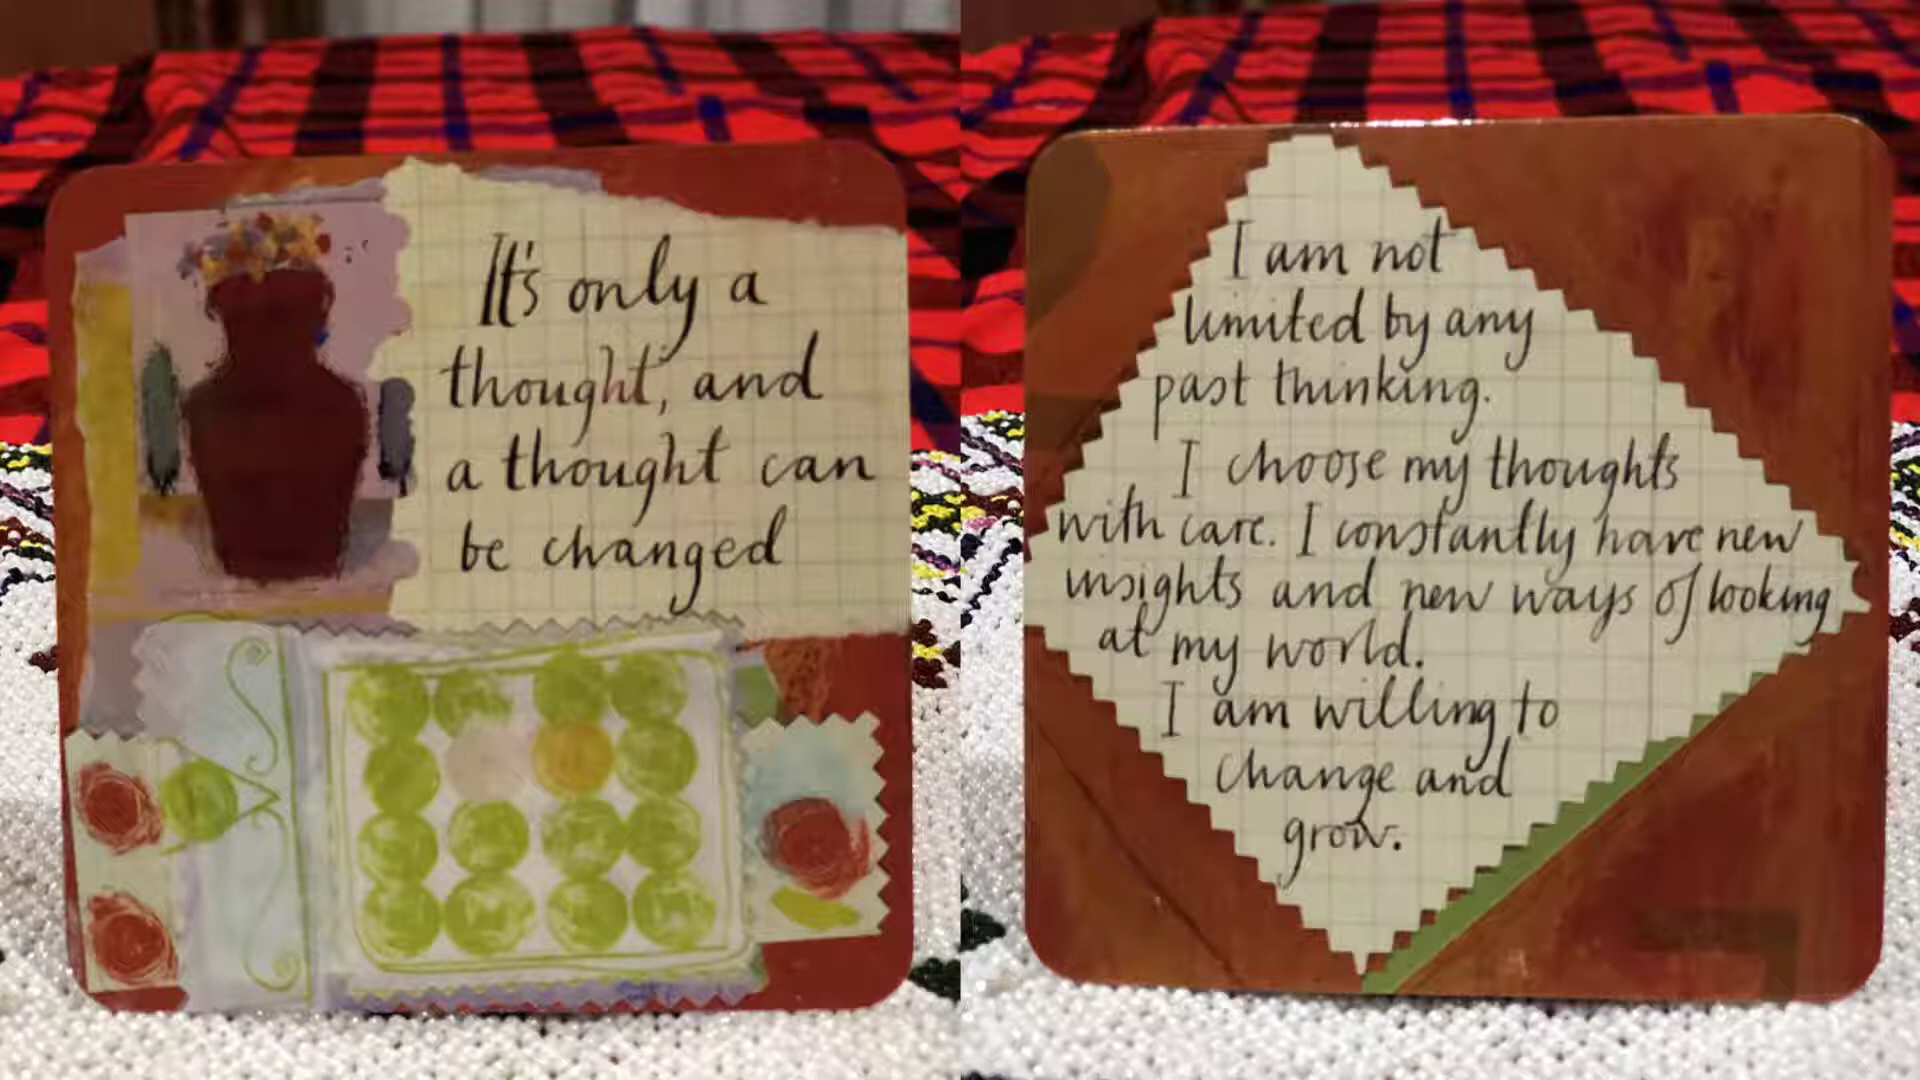 It's only a
thought, and
a thought can
be changed
I am not
limited by any
past thinking.
I choose my thoughts
with care. I constantly have new
insights and new ways of looking
at my world.
I am willing to
change and
grow.